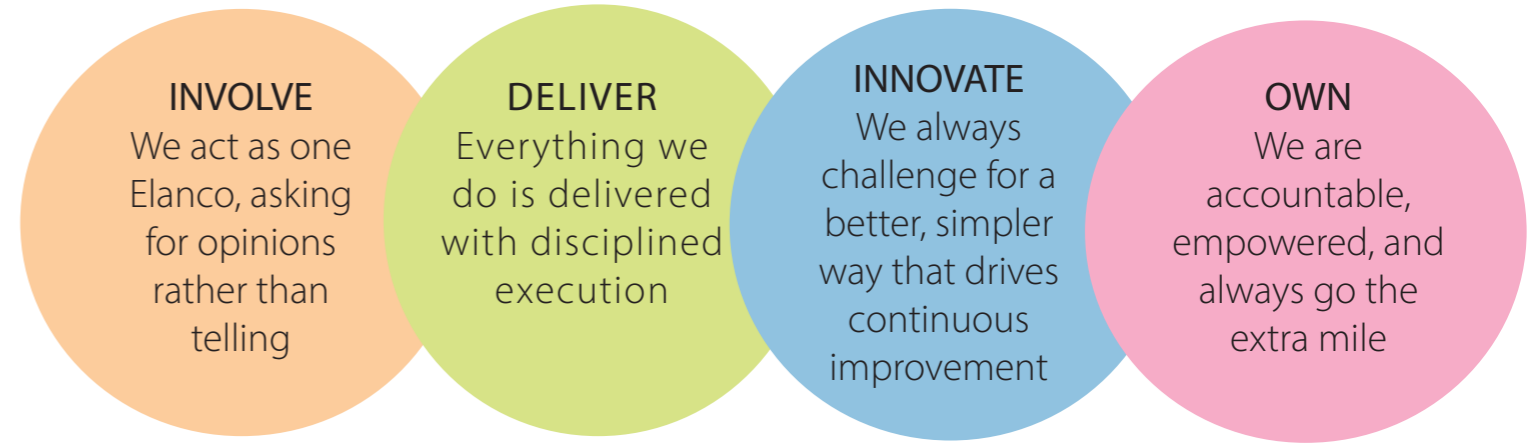 INVOLVE
We act as one
Elanco, asking
for opinions
rather than
telling
DELIVER
Everything we
do is delivered
with disciplined
execution
INNOVATE
We always
challenge for a
better, simpler
way that drives
continuous
improvement
OWN
We are
accountable,
empowered, and
always go the
extra mile